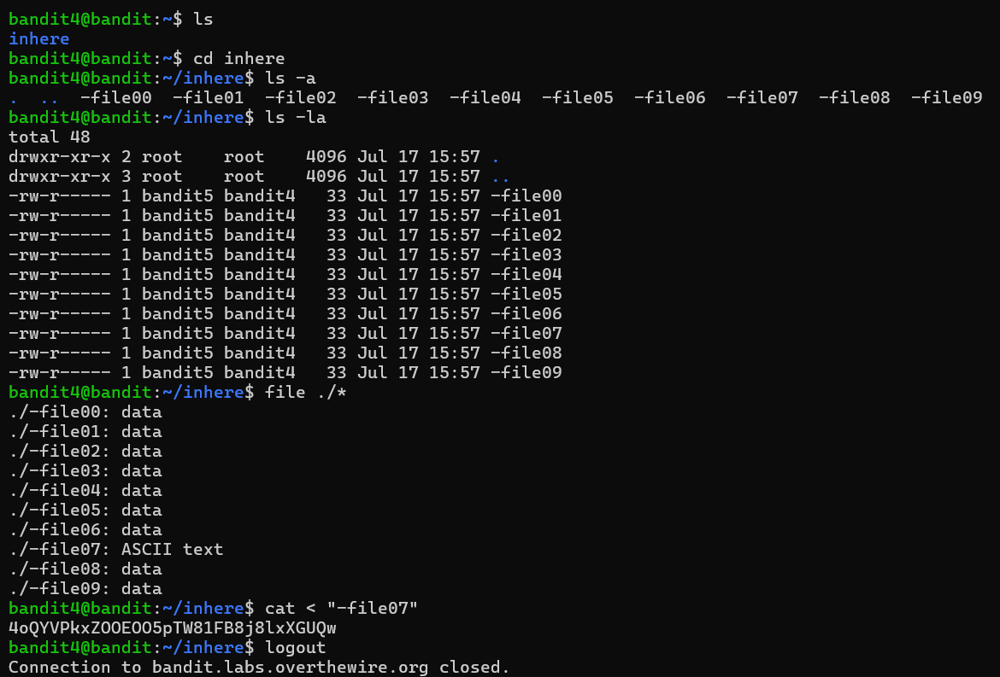 bandit4@bandit:~$ ls
inhere
bandit4@bandit:~$ cd inhere
bandit4@bandit:~/inhere$ ls -a
.  ..  -file00  -file01  -file02  -file03  -file04  -file05  -file06  -file07  -file08  -file09
bandit4@bandit:~/inhere$ ls -la
total 48
drwxr-xr-x 2 root    root    4096 Jul 17 15:57 .
drwxr-xr-x 3 root    root    4096 Jul 17 15:57 ..
-rw-r----- 1 bandit5 bandit4   33 Jul 17 15:57 -file00
-rw-r----- 1 bandit5 bandit4   33 Jul 17 15:57 -file01
-rw-r----- 1 bandit5 bandit4   33 Jul 17 15:57 -file02
-rw-r----- 1 bandit5 bandit4   33 Jul 17 15:57 -file03
-rw-r----- 1 bandit5 bandit4   33 Jul 17 15:57 -file04
-rw-r----- 1 bandit5 bandit4   33 Jul 17 15:57 -file05
-rw-r----- 1 bandit5 bandit4   33 Jul 17 15:57 -file06
-rw-r----- 1 bandit5 bandit4   33 Jul 17 15:57 -file07
-rw-r----- 1 bandit5 bandit4   33 Jul 17 15:57 -file08
-rw-r----- 1 bandit5 bandit4   33 Jul 17 15:57 -file09
bandit4@bandit:~/inhere$ file ./*
./-file00: data
./-file01: data
./-file02: data
./-file03: data
./-file04: data
./-file05: data
./-file06: data
./-file07: ASCII text
./-file08: data
./-file09: data
bandit4@bandit:~/inhere$ cat < "-file07"
4oQYVPkxZOOEOO5pTW81FB8j8lxXGUQw
bandit4@bandit:~/inhere$ logout
Connection to bandit.labs.overthewire.org closed.